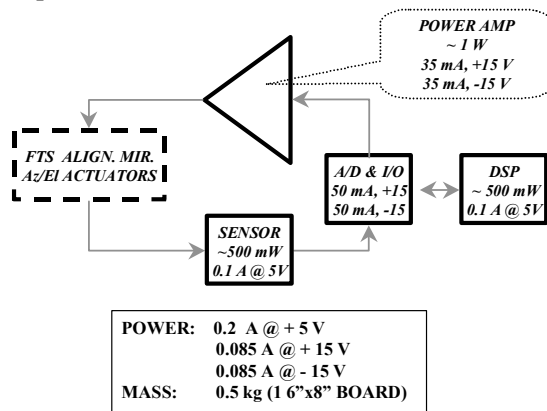 POWER AMP
~ 1 W
35 mA, +15 V
35 mA, -15 V
FTS ALIGN. MIR.
Az/El ACTUATORS
A/D & I/O
50 mA, +15
50 mA, -15
DSP
~ 500 mW
0.1 A @ 5V
SENSOR
~500 mW
0.1 A @ 5V
POWER: 0.2 A @ + 5 V
0.085 A @ + 15 V
0.085 A @ - 15 V
MASS: 0.5 kg (1 6”x8” BOARD)